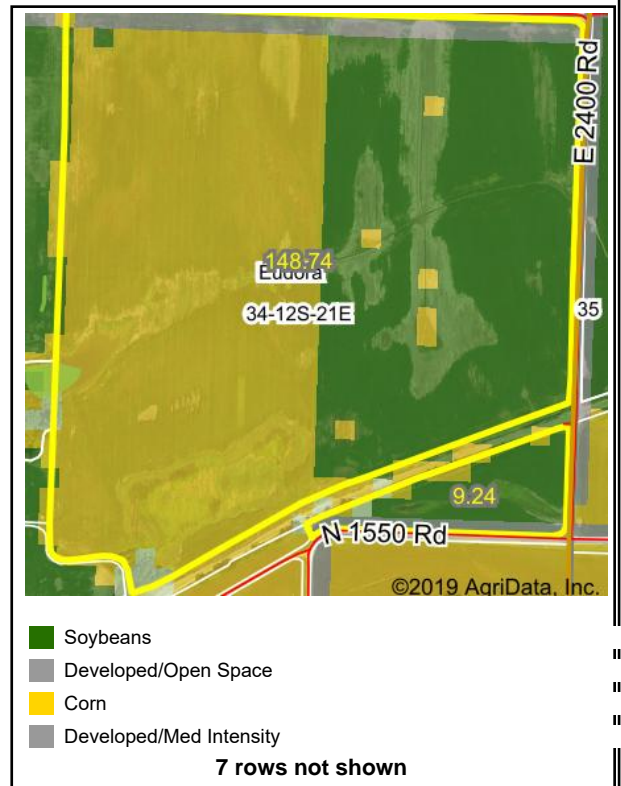 E 2400 Rd
148.74
Eudora
34-12S-21E
35
9.24
N 1550 Rd
©2019 AgriData, Inc.
Soybeans
Developed/Open Space
Corn
Developed/Med Intensity
7 rows not shown